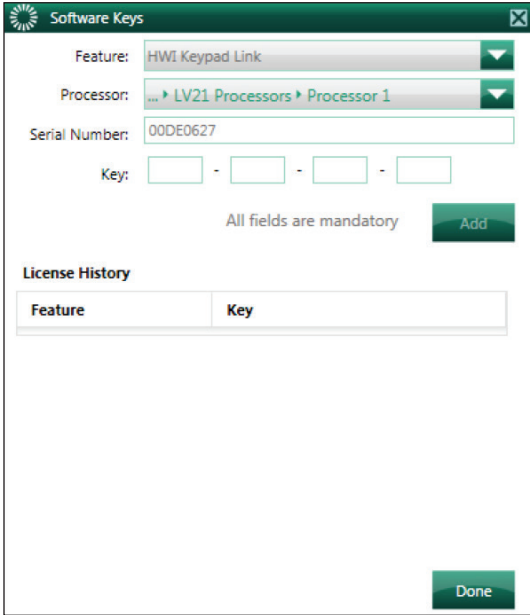 Software Keys
Feature: HWI Keypad Link
Processor: ... ▸ LV21 Processors ▸ Processor 1
Serial Number: 00DE0627
Key: - - -
All fields are mandatory Add
License History
Feature Key
Done